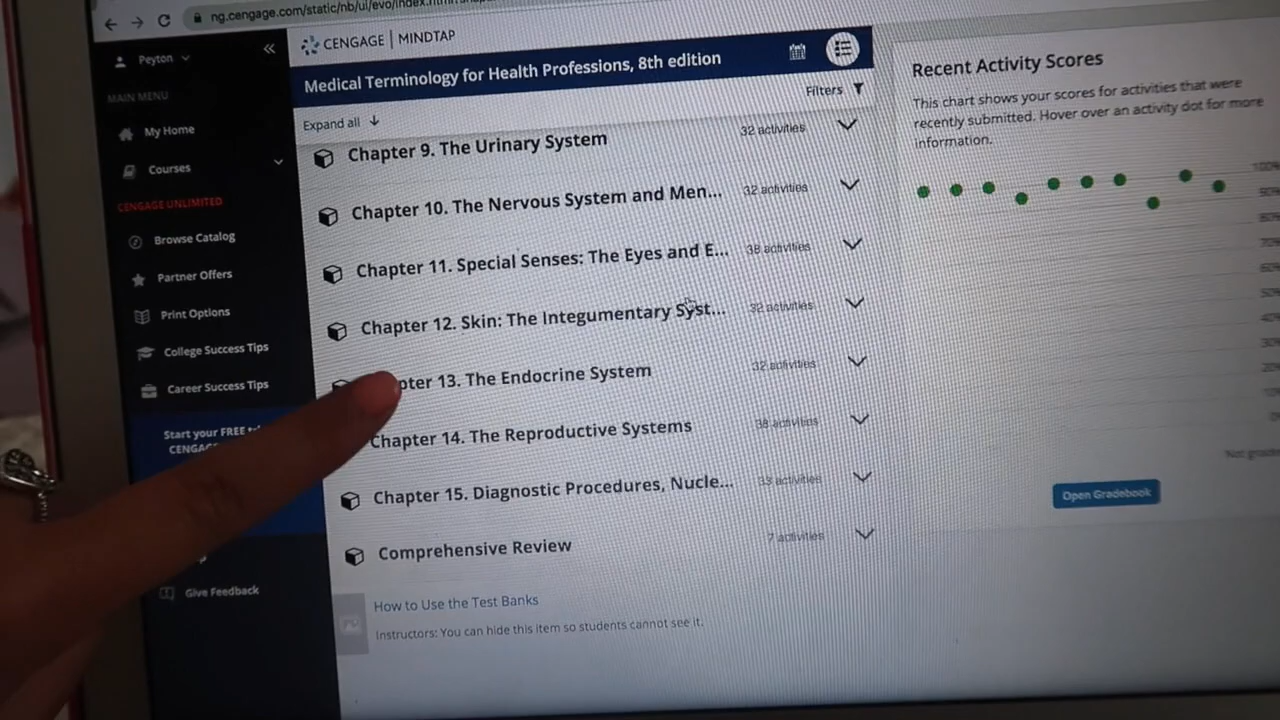 ng.cengage.com/static/nb/ui/evo/index.html
Peyton
CENGAGE | MINDTAP
Medical Terminology for Health Professions, 8th edition
MAIN MENU
My Home
Courses
CENGAGE UNLIMITED
Browse Catalog
Partner Offers
Print Options
College Success Tips
Career Success Tips
Start your FREE
Give Feedback
Filters
Expand all
Chapter 9. The Urinary System
32 activities
Chapter 10. The Nervous System and Men...
32 activities
Chapter 11. Special Senses: The Eyes and E...
38 activities
Chapter 12. Skin: The Integumentary Syst...
32 activities
pter 13. The Endocrine System
32 activities
Chapter 14. The Reproductive Systems
38 activities
Chapter 15. Diagnostic Procedures, Nucle...
33 activities
Comprehensive Review
7 activities
How to Use the Test Banks
Instructors: You can hide this item so students cannot see it.
Recent Activity Scores
This chart shows your scores for activities that were
recently submitted. Hover over an activity dot for more
information.
100%
Open Gradebook